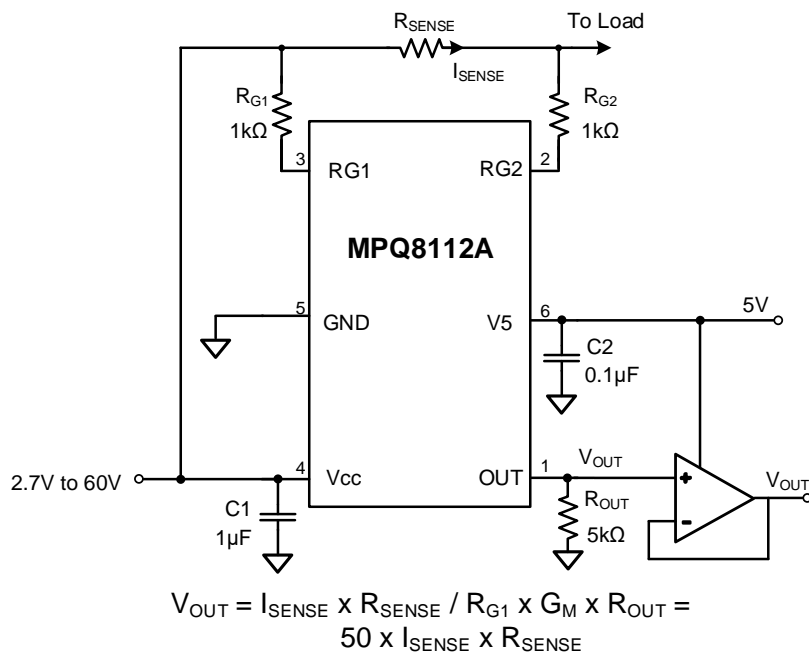 RSENSE
To Load
ISENSE
RG1
1kΩ
RG2
1kΩ
3
2
RG1
RG2
MPQ8112A
5
GND
V5
6
5V
C2
0.1µF
2.7V to 60V
4
Vcc
OUT
1
VOUT
VOUT
C1
1µF
ROUT
5kΩ
+
-
VOUT = ISENSE x RSENSE / RG1 x GM x ROUT =
50 x ISENSE x RSENSE